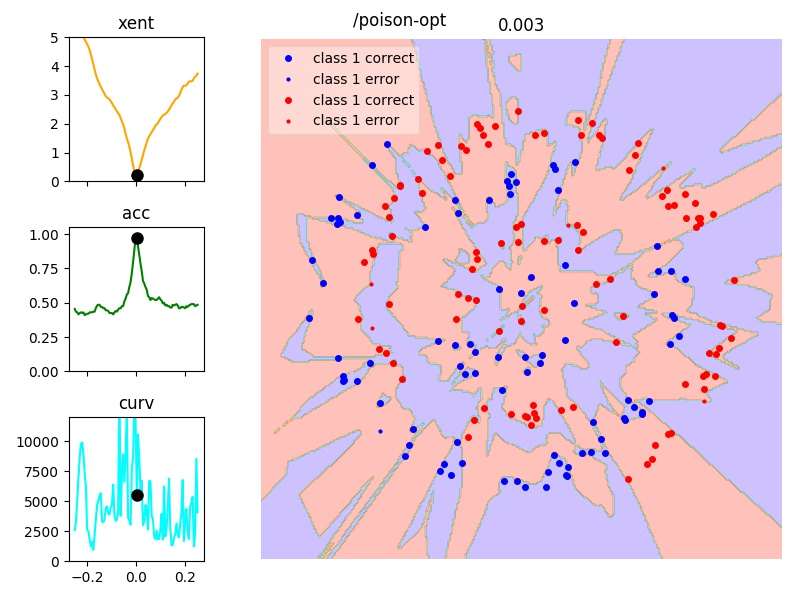 /poison-opt
xent
5
4
3
2
1
0
acc
1.00
0.75
0.50
0.25
0.00
curv
10000
7500
5000
2500
0
−0.2
0.0
0.2
0.003
class 1 correct
class 1 error
class 1 correct
class 1 error